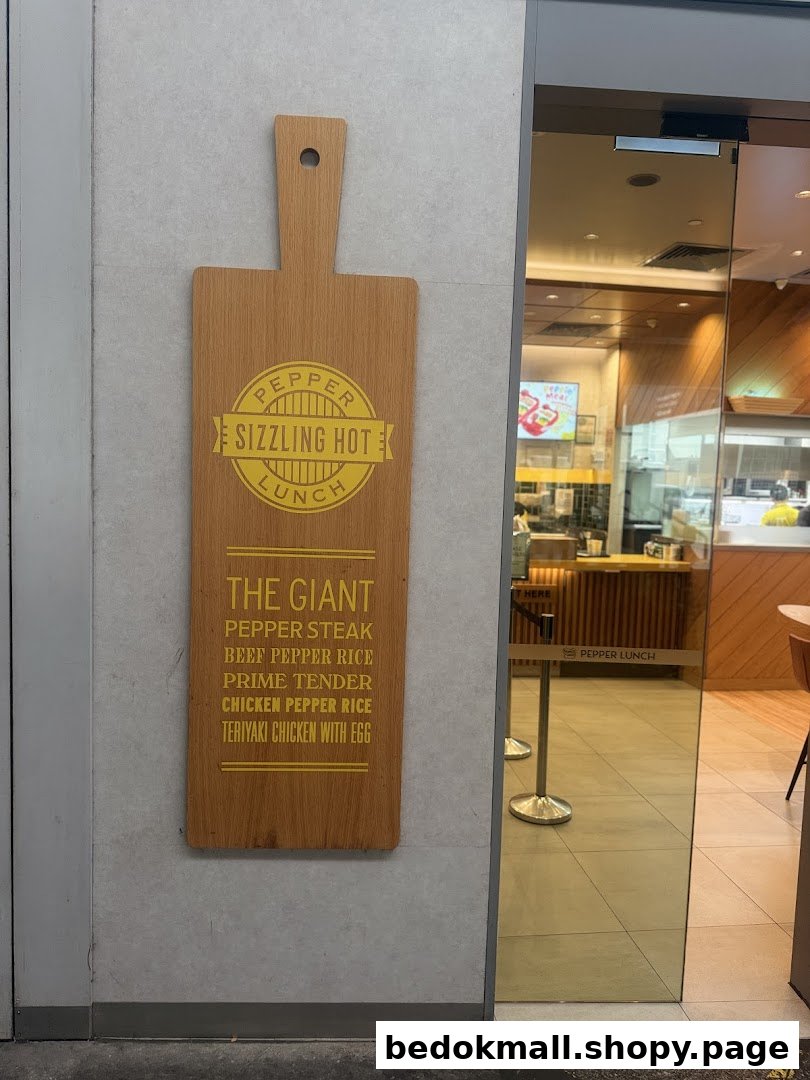 PEPPER
SIZZLING HOT
LUNCH
THE GIANT
PEPPER STEAK
BEEF PEPPER RICE
PRIME TENDER
CHICKEN PEPPER RICE
TERIYAKI CHICKEN WITH EGG
HERE
PEPPER LUNCH
bedokmall.shopy.page